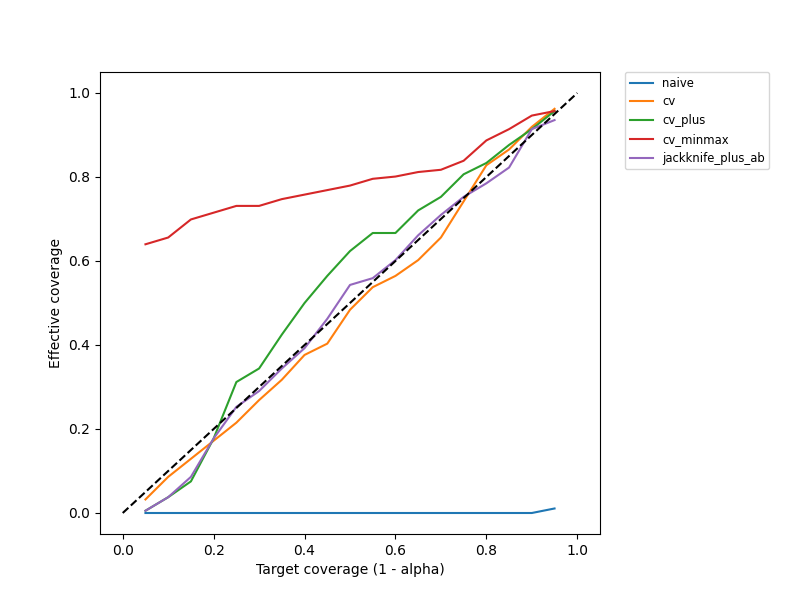 naive
cv
cv_plus
cv_minmax
jackknife_plus_ab
1.0
0.8
0.6
0.4
0.2
0.0
Effective coverage
0.0 0.2 0.4 0.6 0.8 1.0
Target coverage (1 - alpha)